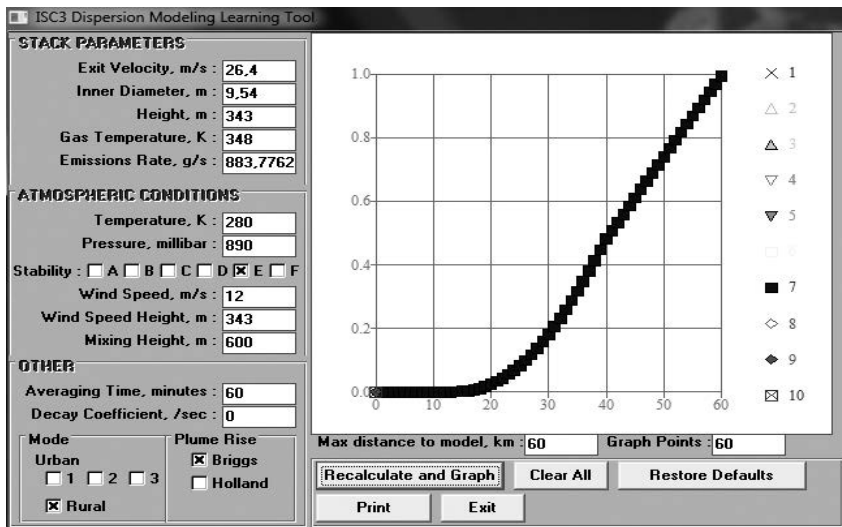 ISC3 Dispersion Modeling Learning Tool
STACK PARAMETERS
Exit Velocity, m/s : 26,4
Inner Diameter, m : 9,54
Height, m : 343
Gas Temperature, K : 348
Emissions Rate, g/s : 883,7762
ATMOSPHERIC CONDITIONS
Temperature, K : 280
Pressure, millibar : 890
Stability : A B C D E F
Wind Speed, m/s : 12
Wind Speed Height, m : 343
Mixing Height, m : 600
OTHER
Averaging Time, minutes : 60
Decay Coefficient, /sec : 0
Mode
Urban
1 2 3
Rural
Plume Rise
Briggs
Holland
1.0
0.8
0.6
0.4
0.2
0.0
0 10 20 30 40 50 60
1
2
3
4
5
6
7
8
9
10
Max distance to model, km : 60 Graph Points : 60
Recalculate and Graph Clear All Restore Defaults
Print Exit